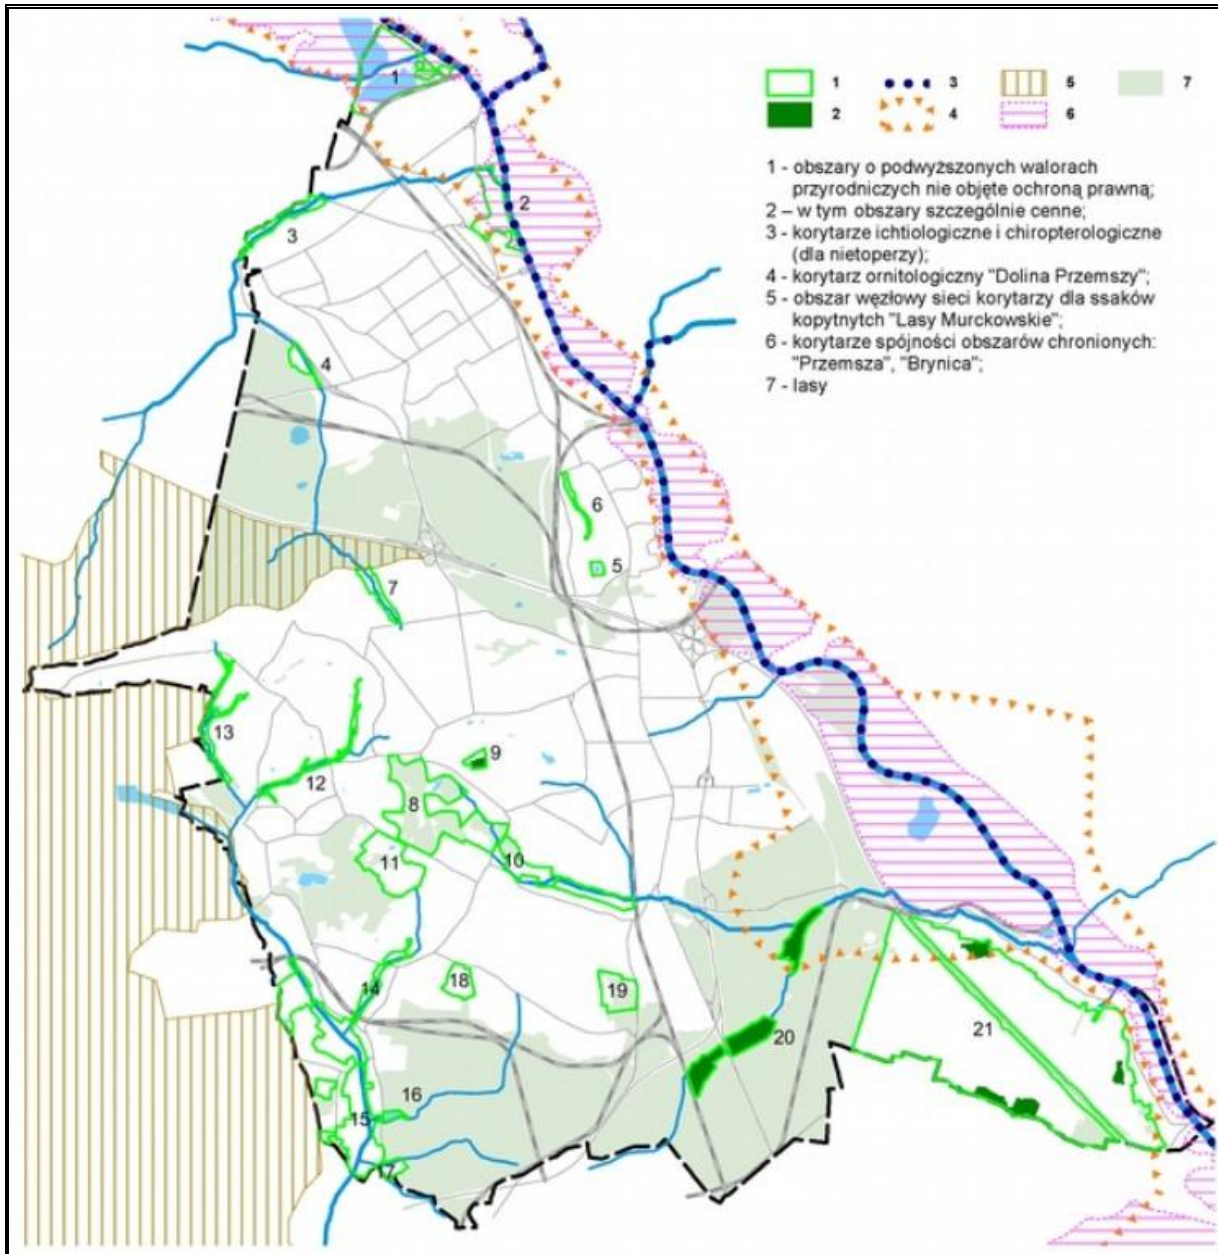 1
3
5
7
2
4
6
1 - obszary o podwyższonych walorach
przyrodniczych nie objęte ochroną prawną;
2 – w tym obszary szczególnie cenne;
3 - korytarze ichtiologiczne i chiropterologiczne
(dla nietoperzy);
4 - korytarz ornitologiczny "Dolina Przemszy";
5 - obszar węzłowy sieci korytarzy dla ssaków
kopytnytch "Lasy Murckowskie";
6 - korytarze spójności obszarów chronionych:
"Przemsza", "Brynica";
7 - lasy
1
2
3
4
6
5
7
13
9
12
8
11
10
18
14
19
21
20
16
15
17